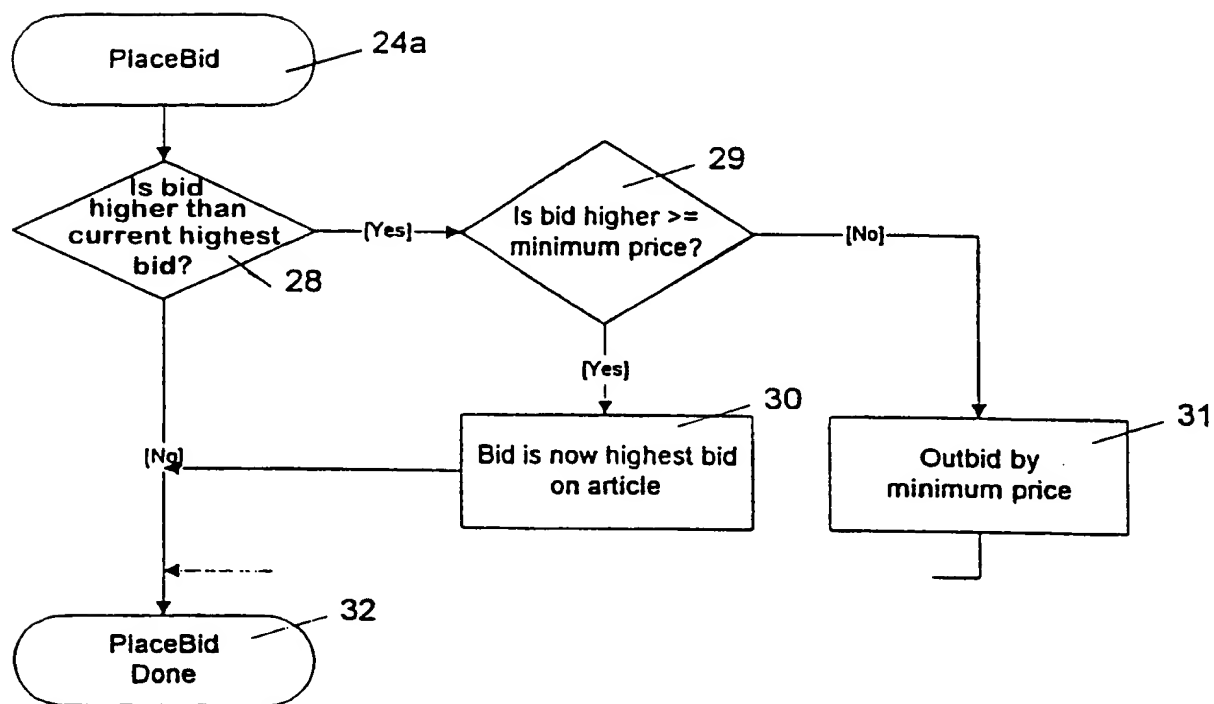 PlaceBid
24a
Is bid
higher than
current highest
bid?
28
[Yes]
29
Is bid higher >=
minimum price?
[No]
[Yes]
30
Bid is now highest bid
on article
31
Outbid by
minimum price
[No]
32
PlaceBid
Done